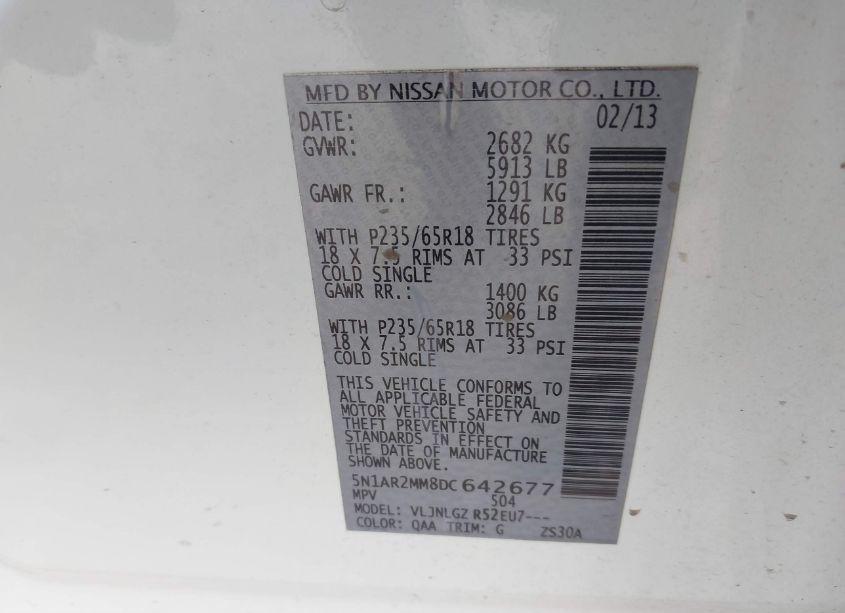 MFD BY NISSAN MOTOR CO., LTD.
DATE: 02/13
GVWR: 2682 KG
5913 LB
GAWR FR.: 1291 KG
2846 LB
WITH P235/65R18 TIRES
18 X 7.5 RIMS AT 33 PSI
COLD SINGLE
GAWR RR.: 1400 KG
3086 LB
WITH P235/65R18 TIRES
18 X 7.5 RIMS AT 33 PSI
COLD SINGLE
THIS VEHICLE CONFORMS TO
ALL APPLICABLE FEDERAL
MOTOR VEHICLE SAFETY AND
THEFT PREVENTION
STANDARDS IN EFFECT ON
THE DATE OF MANUFACTURE
SHOWN ABOVE.
5N1AR2MM8DC642677
MPV 504
MODEL: VLJNLGZ R52EU7---
COLOR: QAA TRIM: G ZS30A